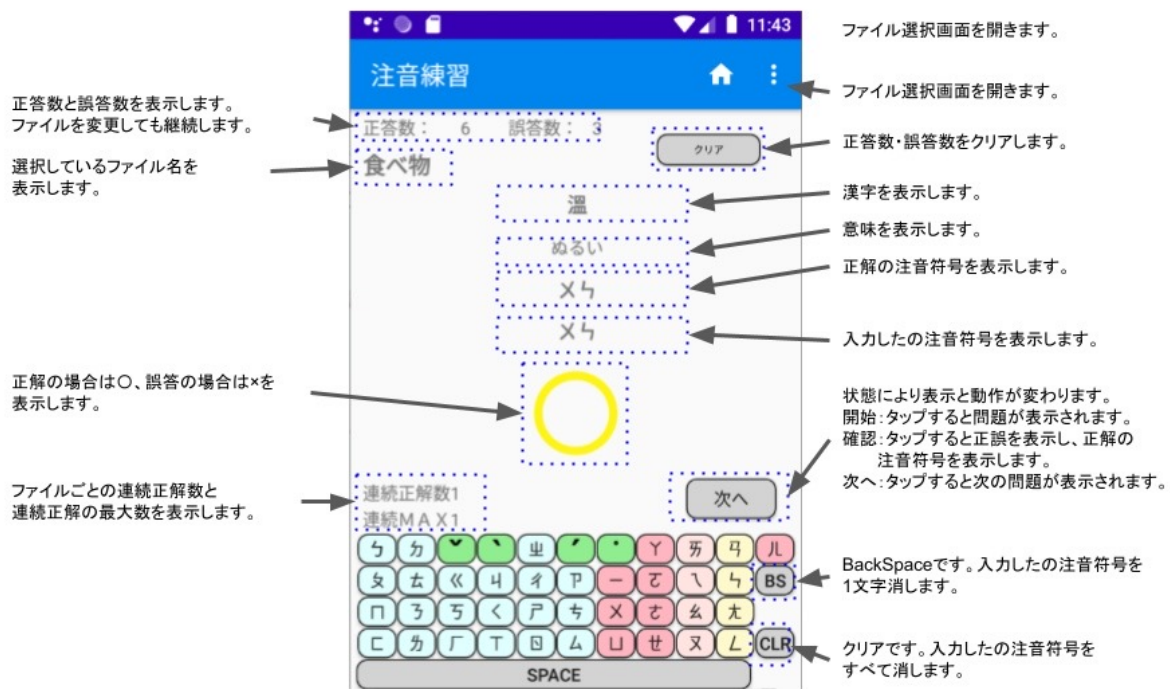 11:43
注音練習
正答数： 6 誤答数： 3
クリア
食べ物
溫
ぬるい
ㄨㄣ
ㄨㄣ
連続正解数1
連続ＭＡＸ1
次へ
ㄅ ㄉ ˇ ˋ ㄓ ˊ ˙ ㄚ ㄞ ㄢ ㄦ
ㄆ ㄊ ㄍ ㄐ ㄔ ㄗ ㄧ ㄛ ㄟ ㄣ BS
ㄇ ㄋ ㄎ ㄑ ㄕ ㄘ ㄨ ㄜ ㄠ ㄤ
ㄈ ㄌ ㄏ ㄒ ㄖ ㄙ ㄩ ㄝ ㄡ ㄥ CLR
SPACE
正答数と誤答数を表示します。
ファイルを変更しても継続します。
選択しているファイル名を
表示します。
正解の場合は〇、誤答の場合は×を
表示します。
ファイルごとの連続正解数と
連続正解の最大数を表示します。
ファイル選択画面を開きます。
ファイル選択画面を開きます。
正答数・誤答数をクリアします。
漢字を表示します。
意味を表示します。
正解の注音符号を表示します。
入力したの注音符号を表示します。
状態により表示と動作が変わります。
開始：タップすると問題が表示されます。
確認：タップすると正誤を表示し、正解の
注音符号を表示します。
次へ：タップすると次の問題が表示されます。
BackSpaceです。入力したの注音符号を
1文字消します。
クリアです。入力したの注音符号を
すべて消します。